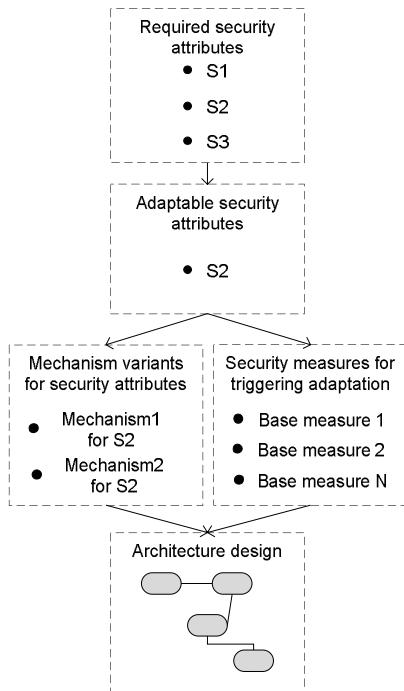 Required security
attributes
S1
S2
S3
Adaptable security
attributes
S2
Mechanism variants
for security attributes
Mechanism1
for S2
Mechanism2
for S2
Security measures for
triggering adaptation
Base measure 1
Base measure 2
Base measure N
Architecture design